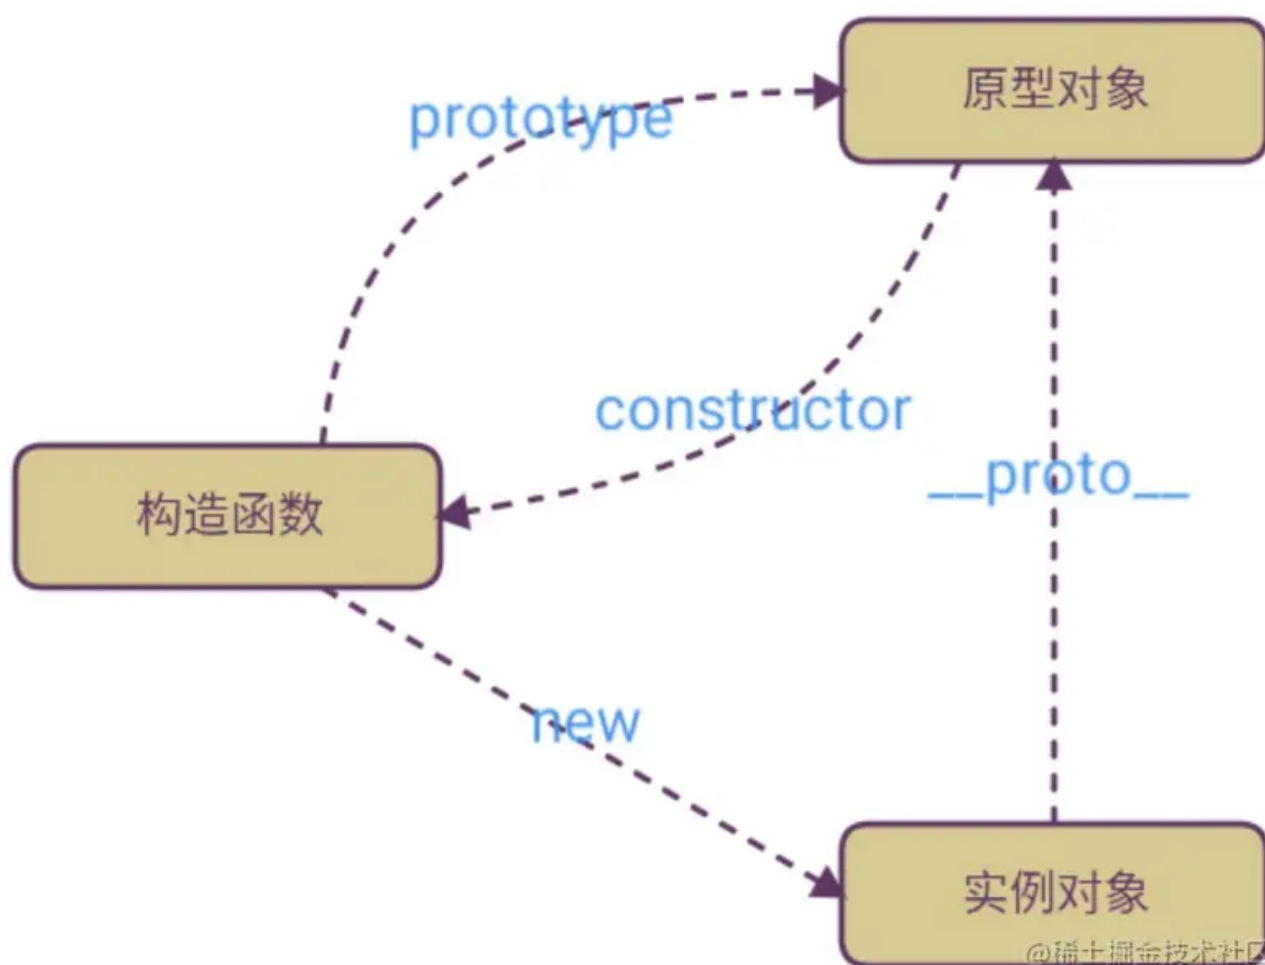 原型对象
prototype
constructor
__proto__
构造函数
new
实例对象
@稀土掘金技术社区